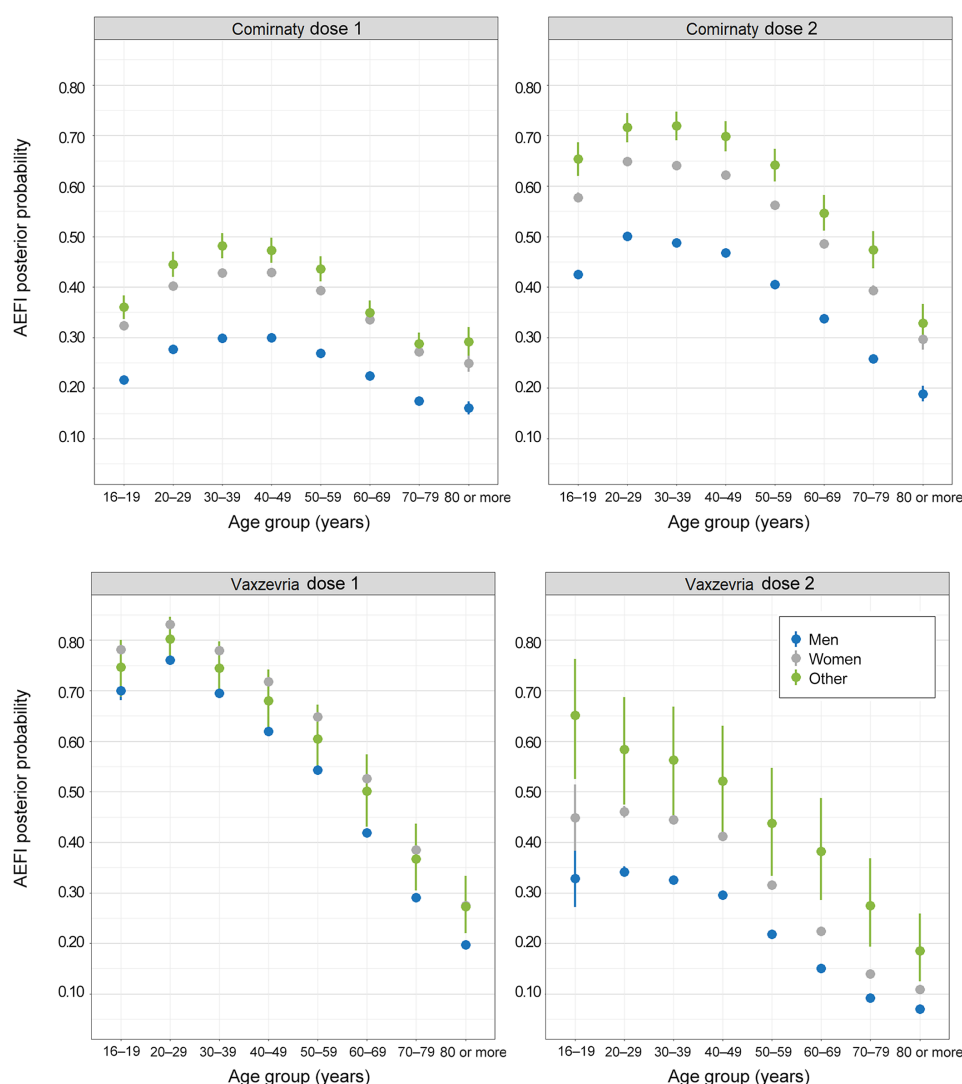 Comirnaty dose 1
Comirnaty dose 2
AEFI posterior probability
0.80
0.70
0.60
0.50
0.40
0.30
0.20
0.10
0.80
0.70
0.60
0.50
0.40
0.30
0.20
0.10
16–19 20–29 30–39 40–49 50–59 60–69 70–79 80 or more
16–19 20–29 30–39 40–49 50–59 60–69 70–79 80 or more
Age group (years)
Age group (years)
Vaxzevria dose 1
Vaxzevria dose 2
AEFI posterior probability
0.80
0.70
0.60
0.50
0.40
0.30
0.20
0.10
0.80
0.70
0.60
0.50
0.40
0.30
0.20
0.10
Men
Women
Other
16–19 20–29 30–39 40–49 50–59 60–69 70–79 80 or more
16–19 20–29 30–39 40–49 50–59 60–69 70–79 80 or more
Age group (years)
Age group (years)